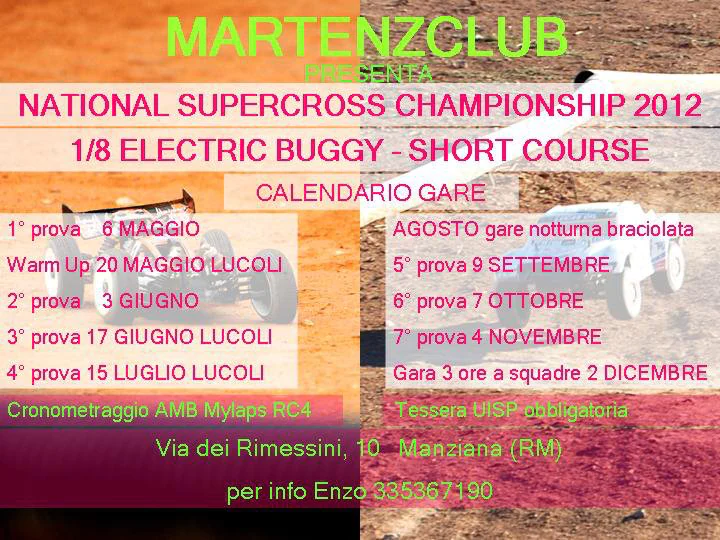 MARTENZCLUB
PRESENTA
NATIONAL SUPERCROSS CHAMPIONSHIP 2012
1/8 ELECTRIC BUGGY - SHORT COURSE
CALENDARIO GARE
1° prova 6 MAGGIO
Warm Up 20 MAGGIO LUCOLI
2° prova 3 GIUGNO
3° prova 17 GIUGNO LUCOLI
4° prova 15 LUGLIO LUCOLI
Cronometraggio AMB Mylaps RC4
AGOSTO gare notturna braciolata
5° prova 9 SETTEMBRE
6° prova 7 OTTOBRE
7° prova 4 NOVEMBRE
Gara 3 ore a squadre 2 DICEMBRE
Tessera UISP obbligatoria
Via dei Rimessini, 10 Manziana (RM)
per info Enzo 335367190